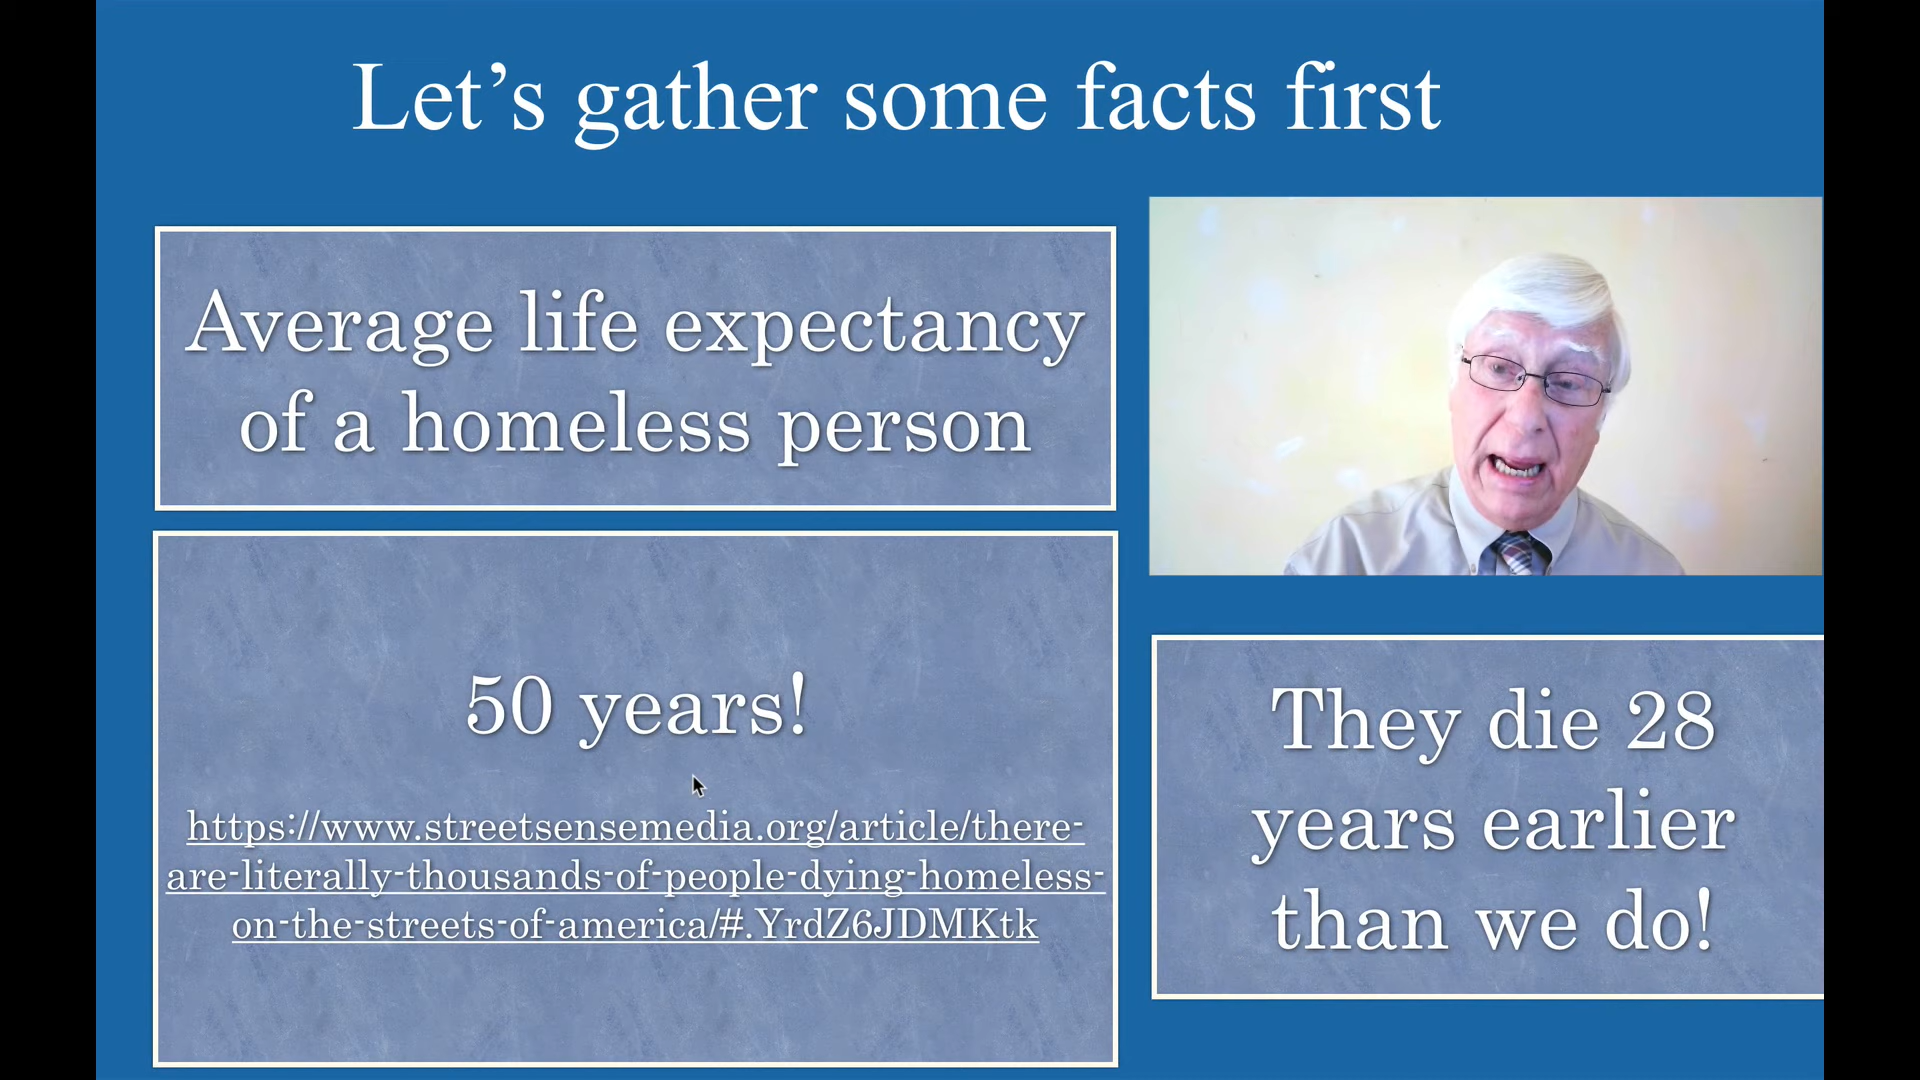 Let’s gather some facts first
Average life expectancy
of a homeless person
50 years!
https://www.streetsensemedia.org/article/there-
are-literally-thousands-of-people-dying-homeless-
on-the-streets-of-america/#.YrdZ6JDMKtk
They die 28
years earlier
than we do!